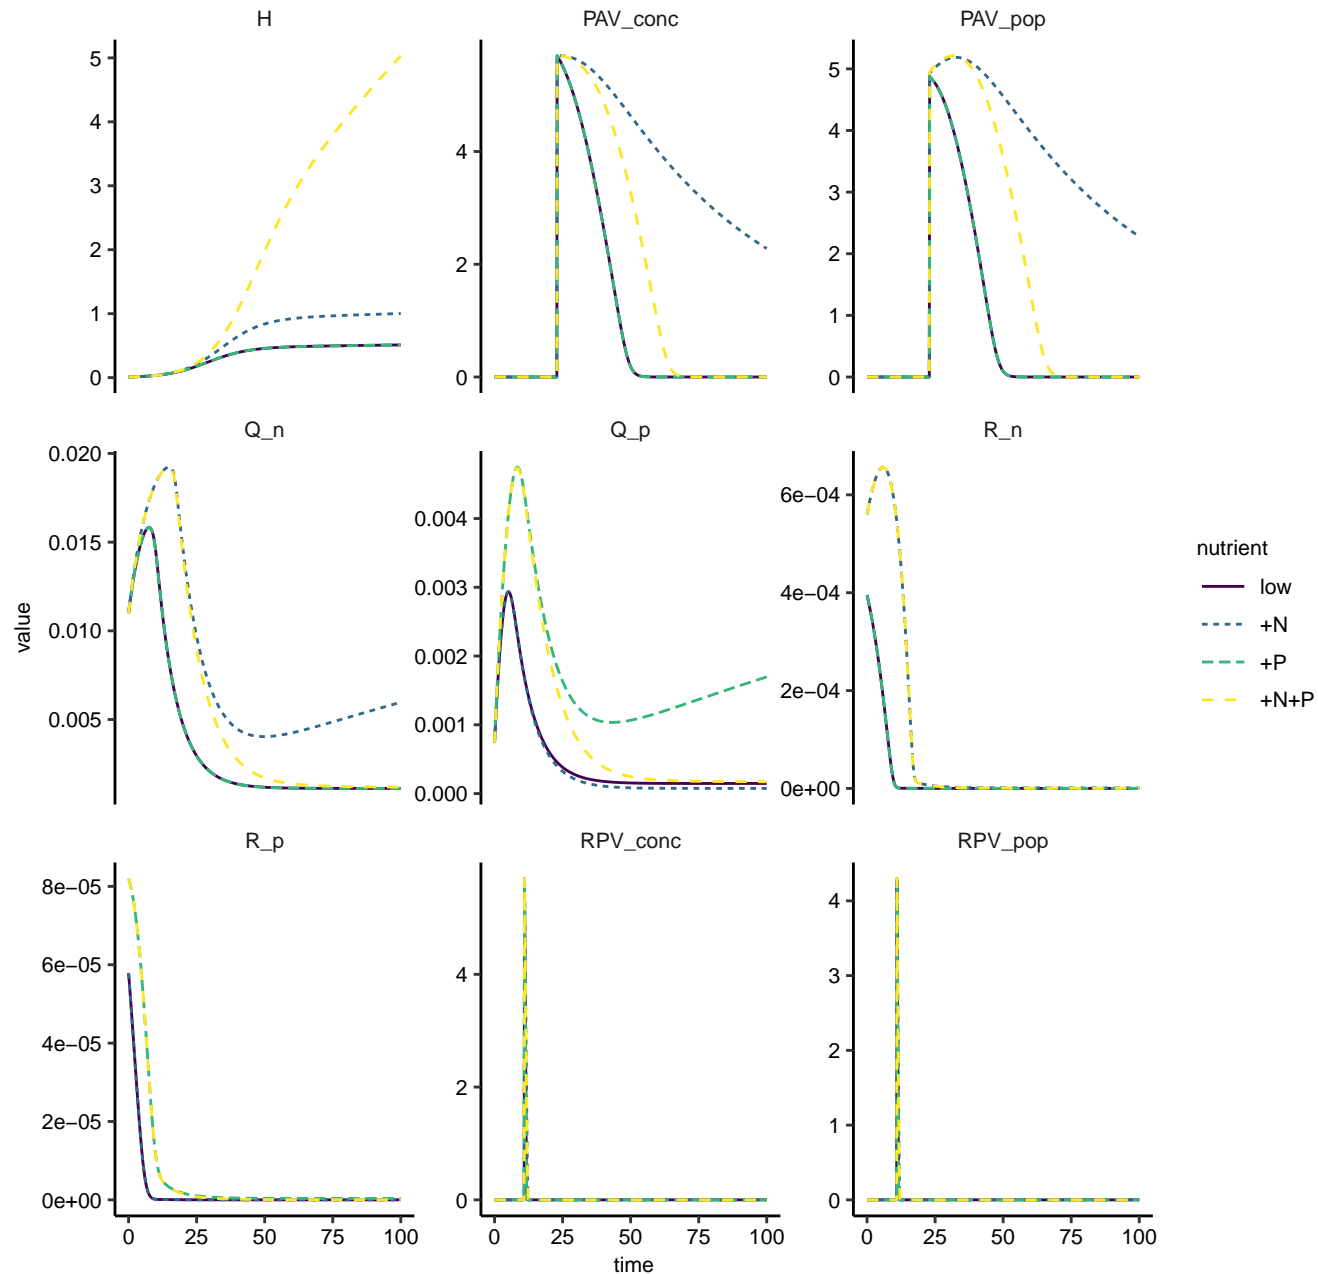 H
PAV_conc
PAV_pop
5
4
3
2
1
0
4
2
0
5
4
3
2
1
0
Q_n
Q_p
R_n
0.020
0.015
0.010
0.005
0.004
0.003
0.002
0.001
0.000
6e−04
4e−04
2e−04
0e+00
R_p
RPV_conc
RPV_pop
8e−05
6e−05
4e−05
2e−05
0e+00
4
2
0
4
3
2
1
0
0 25 50 75 100
0 25 50 75 100
0 25 50 75 100
time
value
nutrient
low
+N
+P
+N+P